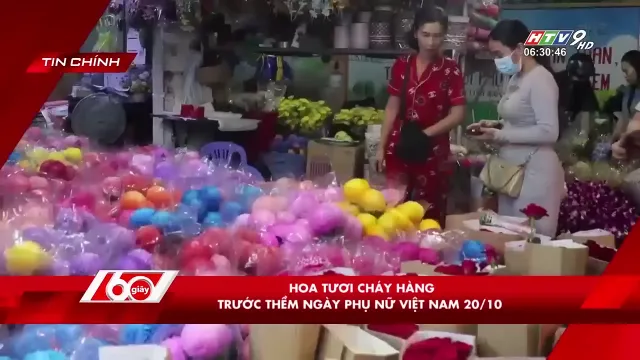 TIN CHÍNH
HTV9 HD
06:30:46
60 giây
HOA TƯƠI CHÁY HÀNG
TRƯỚC THỀM NGÀY PHỤ NỮ VIỆT NAM 20/10